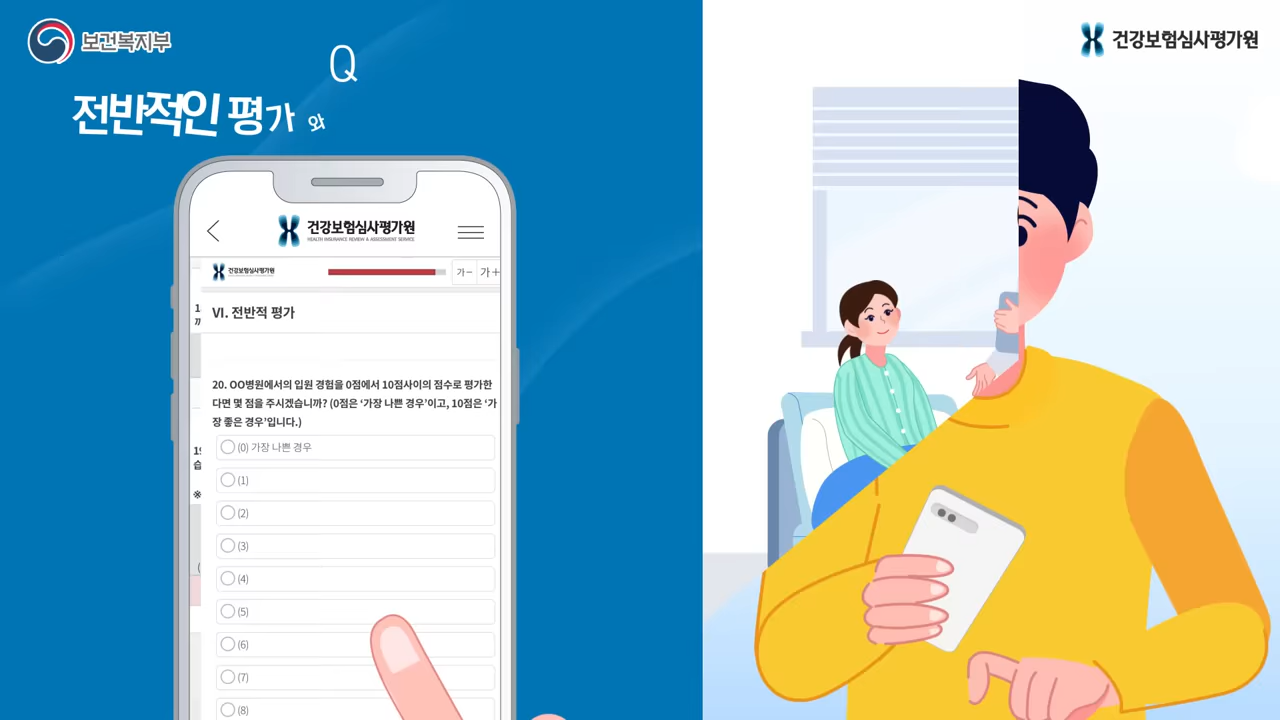 보건복지부
건강보험심사평가원
Q
전반적인 평가 와
건강보험심사평가원
HEALTH INSURANCE REVIEW & ASSESSMENT SERVICE
건강보험심사평가원
가－ 가＋
VI. 전반적 평가
20. OO병원에서의 입원 경험을 0점에서 10점사이의 점수로 평가한
다면 몇 점을 주시겠습니까? (0점은 ‘가장 나쁜 경우’이고, 10점은 ‘가
장 좋은 경우’입니다.)
(0) 가장 나쁜 경우
(1)
(2)
(3)
(4)
(5)
(6)
(7)
(8)